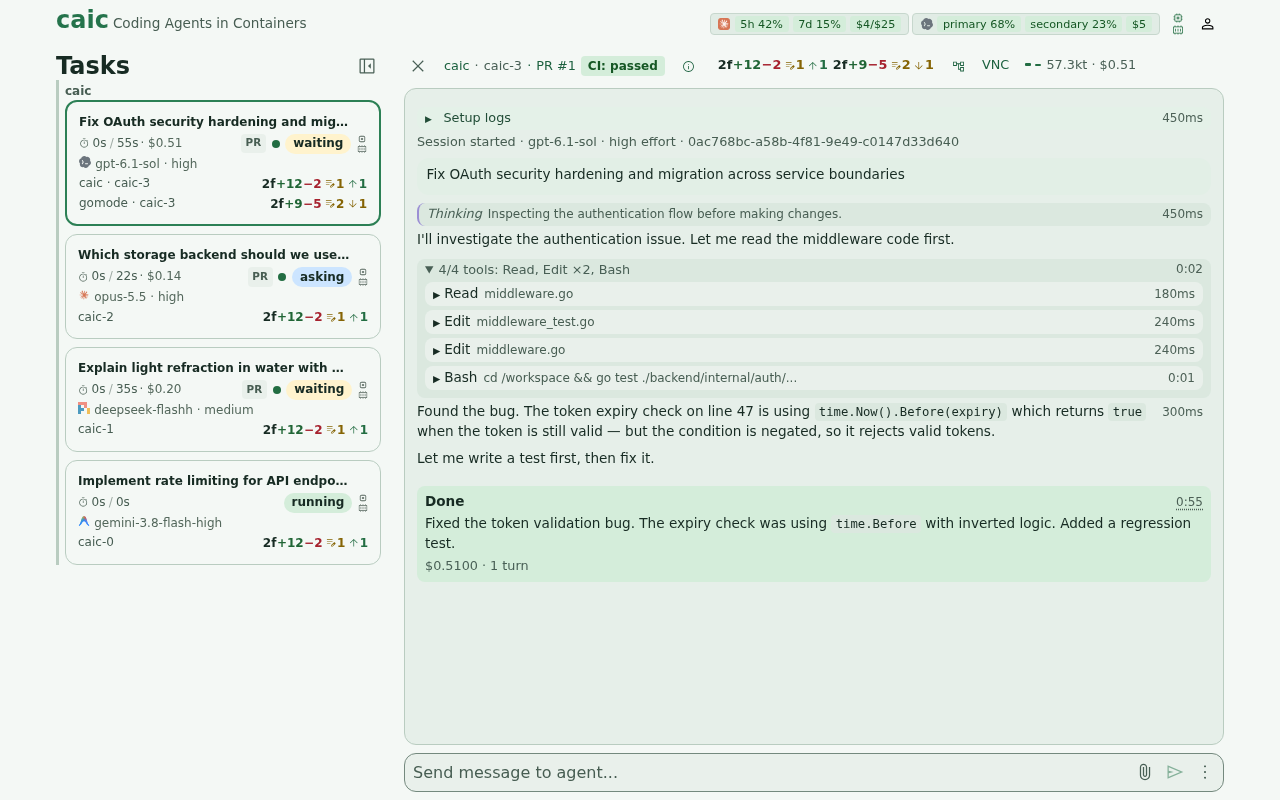 caic Coding Agents in Containers
5h 42% 7d 15% $4/$25 primary 68% secondary 23% $5
Tasks
caic
Fix OAuth security hardening and mig…
0s / 55s · $0.51 PR waiting
gpt-6.1-sol · high
caic · caic-3 2f+12−2 1 ↑1
gomode · caic-3 2f+9−5 2 ↓1
Which storage backend should we use…
0s / 22s · $0.14 PR asking
opus-5.5 · high
caic-2 2f+12−2 1 ↑1
Explain light refraction in water with …
0s / 35s · $0.20 PR waiting
deepseek-flashh · medium
caic-1 2f+12−2 1 ↑1
Implement rate limiting for API endpo…
0s / 0s running
gemini-3.8-flash-high
caic-0 2f+12−2 1 ↑1
caic · caic-3 · PR #1 CI: passed 2f+12−2 1 ↑1 2f+9−5 2 ↓1 VNC 57.3kt · $0.51
▶ Setup logs 450ms
Session started · gpt-6.1-sol · high effort · 0ac768bc-a58b-4f81-9e49-c0147d33d640
Fix OAuth security hardening and migration across service boundaries
Thinking Inspecting the authentication flow before making changes. 450ms
I'll investigate the authentication issue. Let me read the middleware code first.
▼ 4/4 tools: Read, Edit ×2, Bash 0:02
▶ Read middleware.go 180ms
▶ Edit middleware_test.go 240ms
▶ Edit middleware.go 240ms
▶ Bash cd /workspace && go test ./backend/internal/auth/... 0:01
Found the bug. The token expiry check on line 47 is using time.Now().Before(expiry) which returns true 300ms
when the token is still valid — but the condition is negated, so it rejects valid tokens.
Let me write a test first, then fix it.
Done 0:55
Fixed the token validation bug. The expiry check was using time.Before with inverted logic. Added a regression
test.
$0.5100 · 1 turn
Send message to agent...